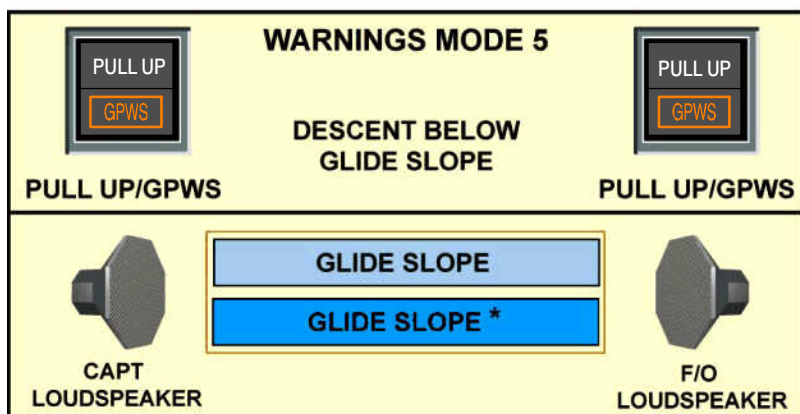 WARNINGS MODE 5
PULL UP
GPWS
PULL UP/GPWS
DESCENT BELOW
GLIDE SLOPE
PULL UP
GPWS
PULL UP/GPWS
GLIDE SLOPE
GLIDE SLOPE *
CAPT
LOUDSPEAKER
F/O
LOUDSPEAKER